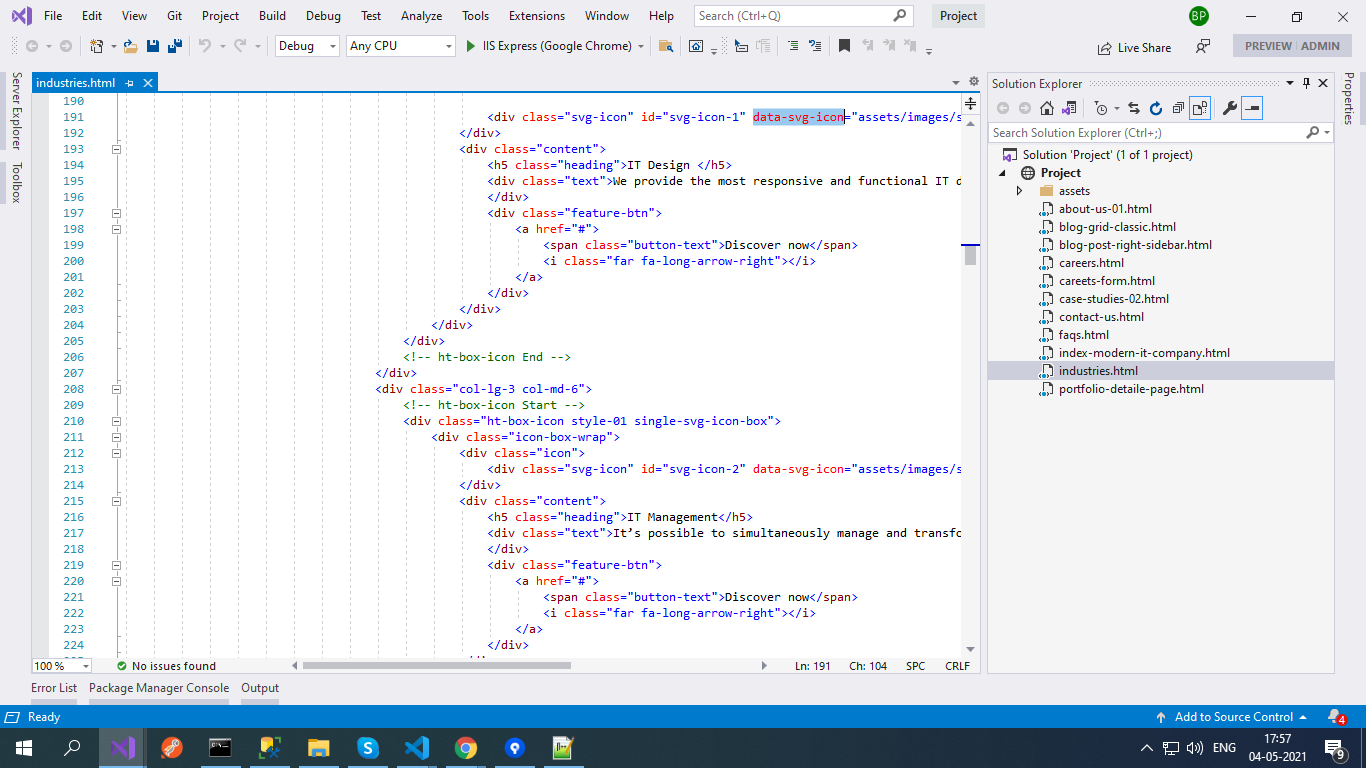 File Edit View Git Project Build Debug Test Analyze Tools Extensions Window Help Search (Ctrl+Q) Project BP
Debug Any CPU IIS Express (Google Chrome) Live Share PREVIEW ADMIN
Server Explorer
Toolbox
industries.html
190
191 <div class="svg-icon" id="svg-icon-1" data-svg-icon="assets/images/s
192 </div>
193 <div class="content">
194 <h5 class="heading">IT Design </h5>
195 <div class="text">We provide the most responsive and functional IT d
196 </div>
197 <div class="feature-btn">
198 <a href="#">
199 <span class="button-text">Discover now</span>
200 <i class="far fa-long-arrow-right"></i>
201 </a>
202 </div>
203 </div>
204 </div>
205 </div>
206 <!-- ht-box-icon End -->
207 </div>
208 <div class="col-lg-3 col-md-6">
209 <!-- ht-box-icon Start -->
210 <div class="ht-box-icon style-01 single-svg-icon-box">
211 <div class="icon-box-wrap">
212 <div class="icon">
213 <div class="svg-icon" id="svg-icon-2" data-svg-icon="assets/images/s
214 </div>
215 <div class="content">
216 <h5 class="heading">IT Management</h5>
217 <div class="text">It’s possible to simultaneously manage and transfo
218 </div>
219 <div class="feature-btn">
220 <a href="#">
221 <span class="button-text">Discover now</span>
222 <i class="far fa-long-arrow-right"></i>
223 </a>
224 </div>
100 % No issues found Ln: 191 Ch: 104 SPC CRLF
Solution Explorer
Search Solution Explorer (Ctrl+;)
Solution 'Project' (1 of 1 project)
Project
assets
about-us-01.html
blog-grid-classic.html
blog-post-right-sidebar.html
careers.html
careets-form.html
case-studies-02.html
contact-us.html
faqs.html
index-modern-it-company.html
industries.html
portfolio-detaile-page.html
Properties
Error List Package Manager Console Output
Ready Add to Source Control 4
ENG 17:57 9
04-05-2021